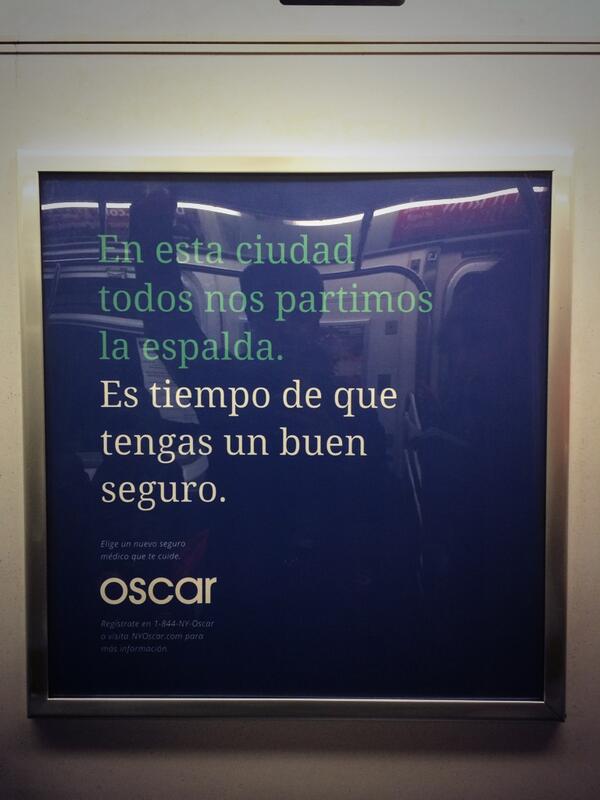 En esta ciudad
todos nos partimos
la espalda.
Es tiempo de que
tengas un buen
seguro.
Elige un nuevo seguro
médico que te cuide.
oscar
Regístrate en 1-844-NY-Oscar
o visita NYOscar.com para
más información.